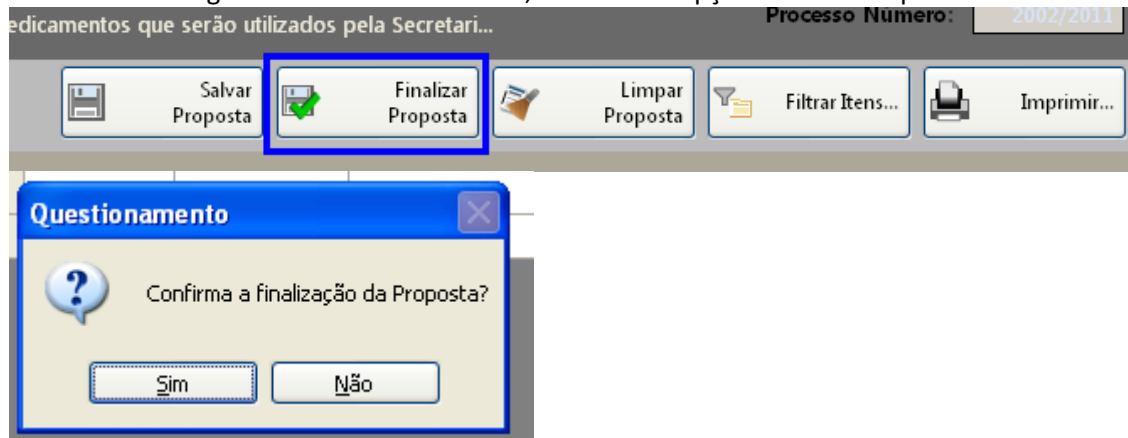 edicamentos que serão utilizados pela Secretari...
Processo Número: 2002/2011
Salvar
Proposta
Finalizar
Proposta
Limpar
Proposta
Filtrar Itens...
Imprimir...
Questionamento
Confirma a finalização da Proposta?
Sim
Não